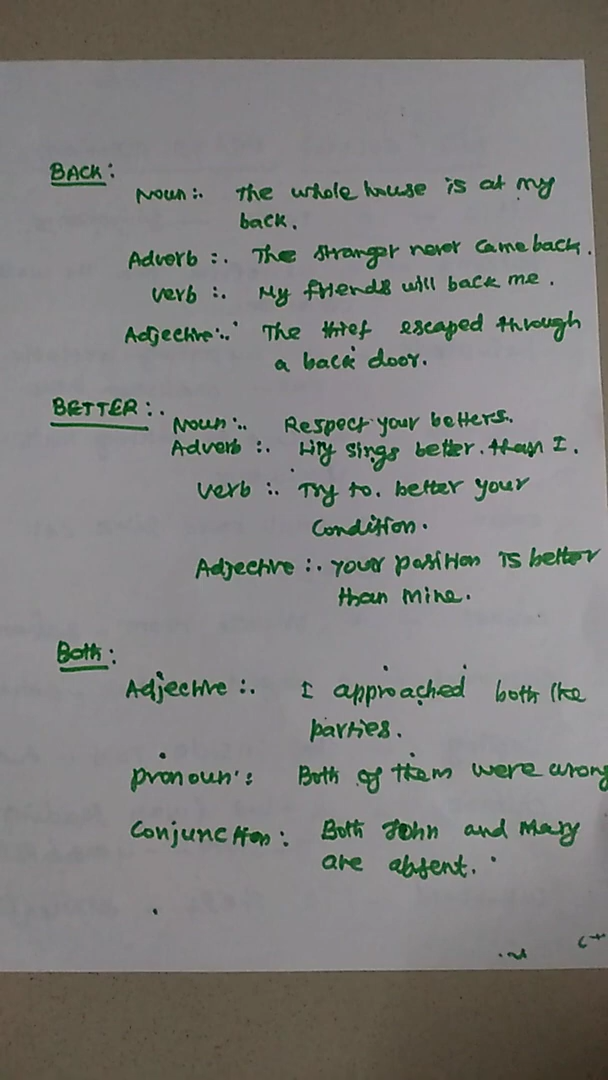 BACK:
Noun:. The whole house is at my
back.
Adverb :. The stranger never came back.
verb :. My friends will back me.
Adjective:. The thief escaped through
a back door.
BETTER:.
Noun:. Respect your betters.
Adverb :. Lily sings better. than I.
verb :. Try to. better your
Condition.
Adjective :. your position is better
than mine.
Both:
Adjective :. I approached both the
parties.
pronoun: Both of them were wrong
Conjunction: Both John and Mary
are absent.